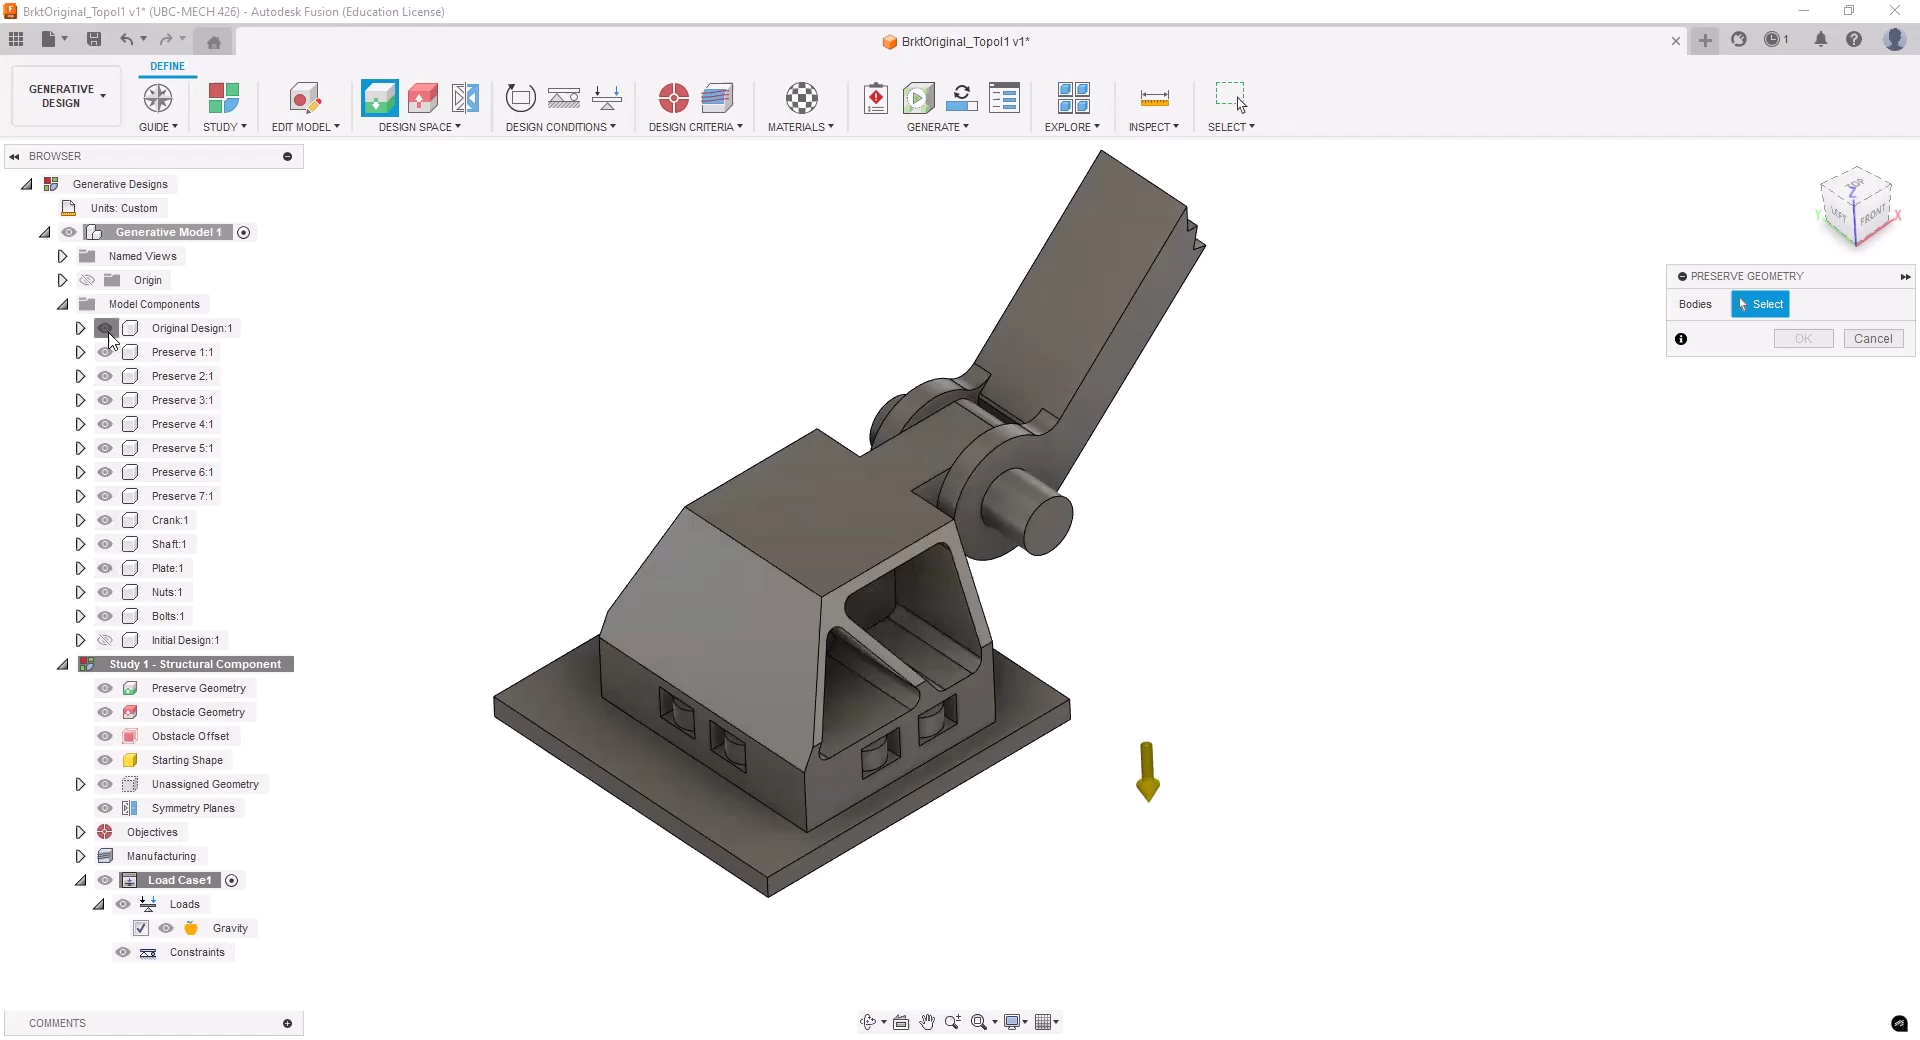 BrktOriginal_Topol1 v1* (UBC-MECH 426) - Autodesk Fusion (Education License)
BrktOriginal_Topol1 v1*
1
DEFINE
GENERATIVE DESIGN
GUIDE
STUDY
EDIT MODEL
DESIGN SPACE
DESIGN CONDITIONS
DESIGN CRITERIA
MATERIALS
GENERATE
EXPLORE
INSPECT
SELECT
BROWSER
Generative Designs
Units: Custom
Generative Model 1
Named Views
Origin
Model Components
Original Design:1
Preserve 1:1
Preserve 2:1
Preserve 3:1
Preserve 4:1
Preserve 5:1
Preserve 6:1
Preserve 7:1
Crank:1
Shaft:1
Plate:1
Nuts:1
Bolts:1
Initial Design:1
Study 1 - Structural Component
Preserve Geometry
Obstacle Geometry
Obstacle Offset
Starting Shape
Unassigned Geometry
Symmetry Planes
Objectives
Manufacturing
Load Case1
Loads
Gravity
Constraints
COMMENTS
TOP
Z
LEFT
FRONT
X
Y
PRESERVE GEOMETRY
Bodies
Select
OK
Cancel